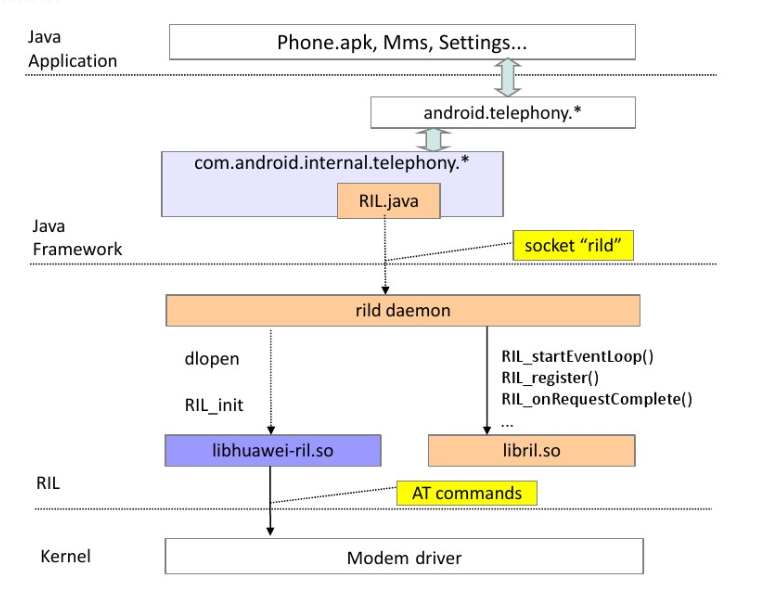 Java
Application
Phone.apk, Mms, Settings...
android.telephony.*
com.android.internal.telephony.*
RIL.java
Java
Framework
socket “rild”
rild daemon
dlopen
RIL_init
RIL_startEventLoop()
RIL_register()
RIL_onRequestComplete()
...
libhuawei-ril.so
libril.so
RIL
AT commands
Kernel
Modem driver